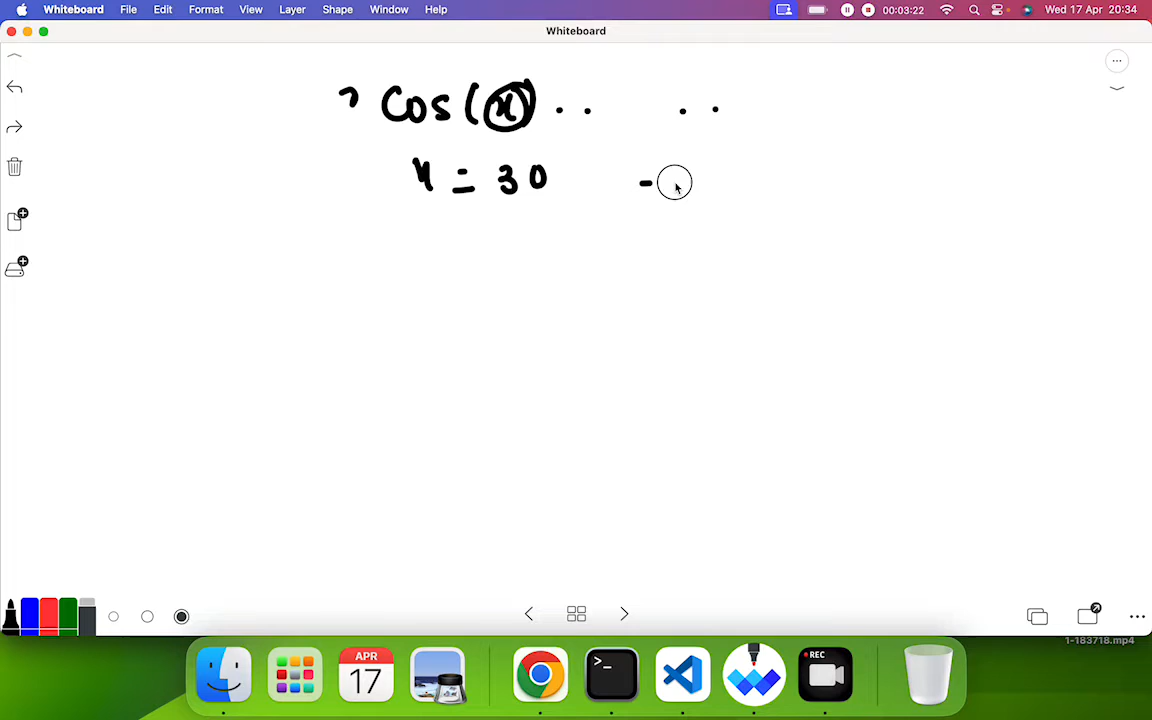 Whiteboard File Edit Format View Layer Shape Window Help 00:03:22 Wed 17 Apr 20:34
Whiteboard
Cos(x) .. ..
x = 30 -
APR
17
REC
1-183718.mp4